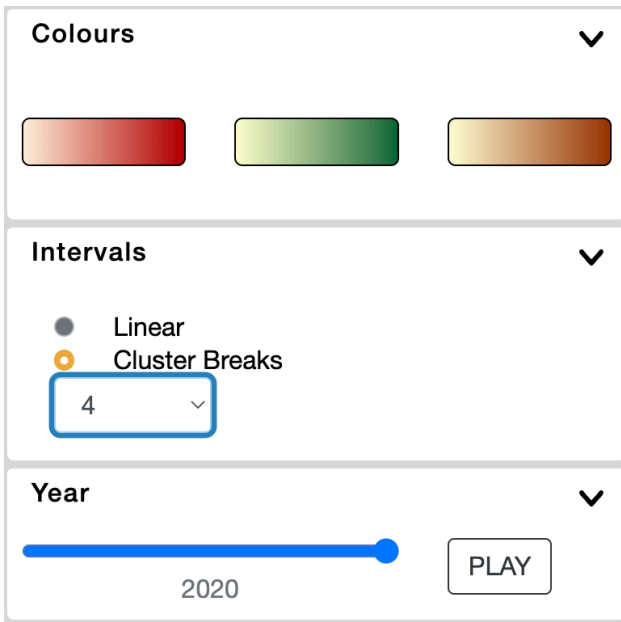 Colours
Intervals
Linear
Cluster Breaks
4
Year
PLAY
2020